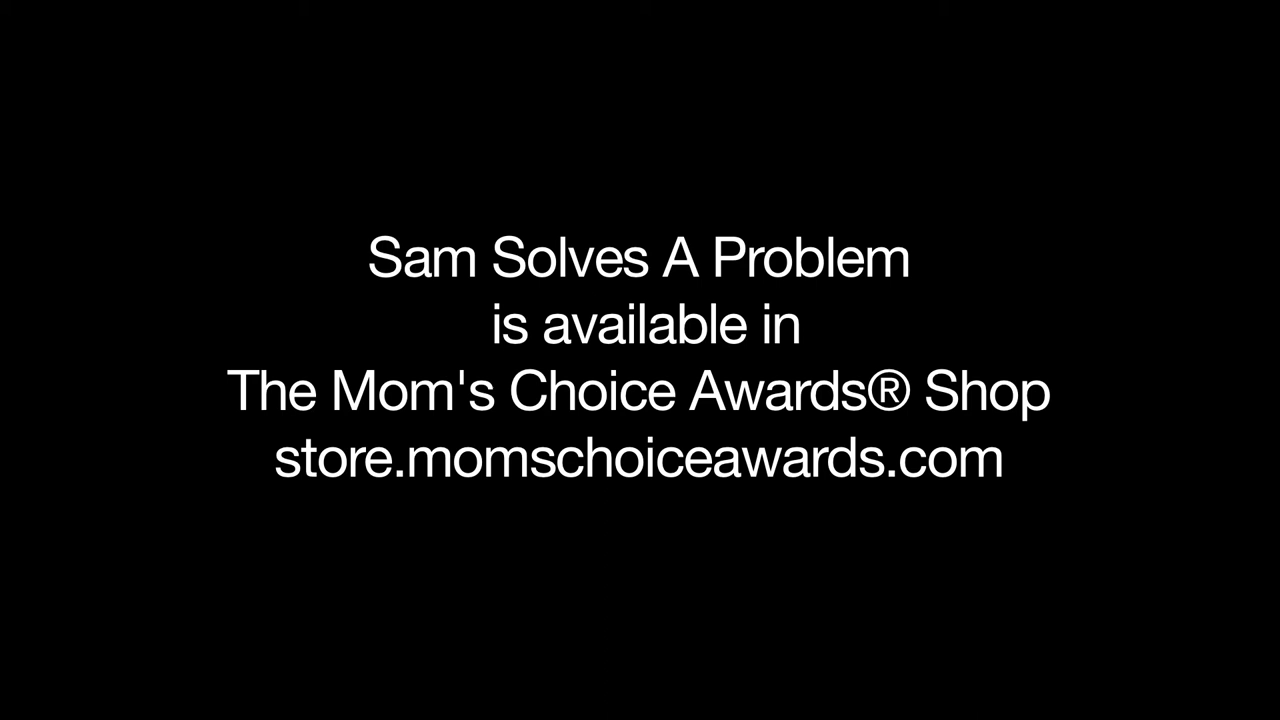 Sam Solves A Problem
is available in
The Mom's Choice Awards® Shop
store.momschoiceawards.com